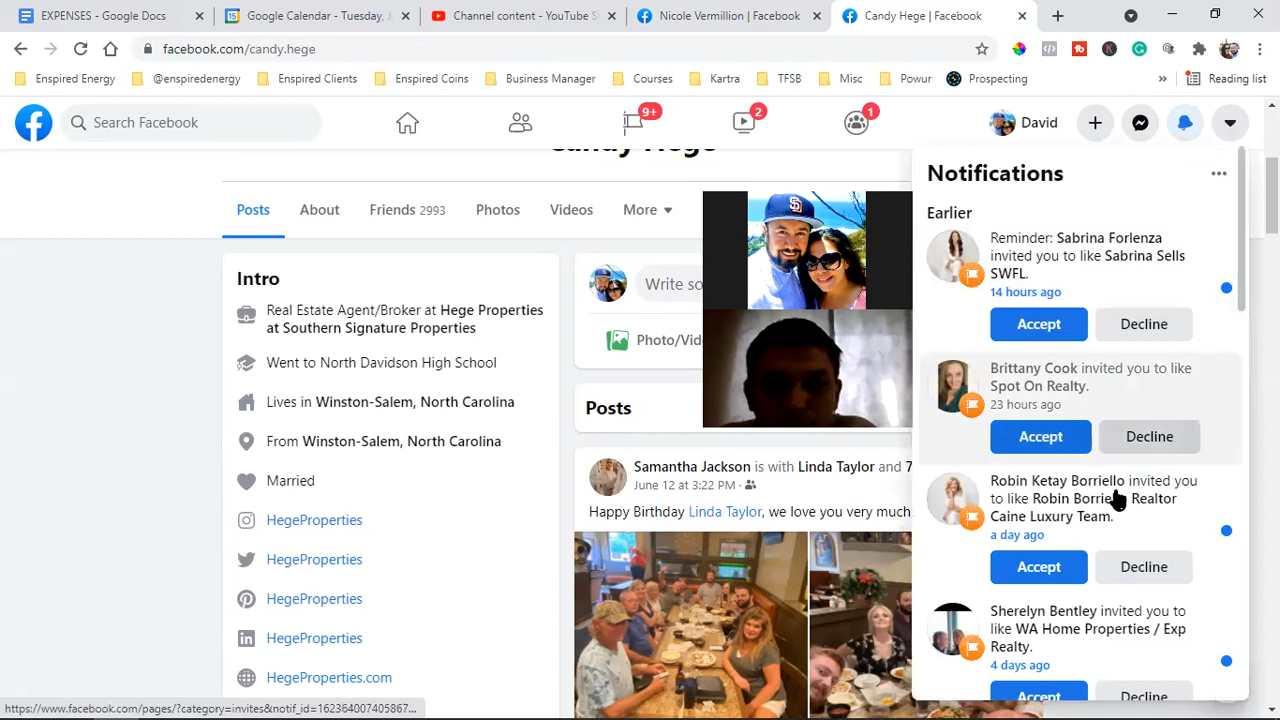 EXPENSES - Google Docs
Google Calendar - Tuesday, J
Channel content - YouTube S
Nicole Vermillion | Facebook
Candy Hege | Facebook
facebook.com/candy.hege
Enspired Energy
@enspiredenergy
Enspired Clients
Enspired Coins
Business Manager
Courses
Kartra
TFSB
Misc
Powur
Prospecting
»
Reading list
Search Facebook
9+
2
1
David
Candy Hege
Posts
About
Friends 2993
Photos
Videos
More
Intro
Real Estate Agent/Broker at Hege Properties
at Southern Signature Properties
Went to North Davidson High School
Lives in Winston-Salem, North Carolina
From Winston-Salem, North Carolina
Married
HegeProperties
HegeProperties
HegeProperties
HegeProperties
HegeProperties.com
Write so
Photo/Vid
Posts
Samantha Jackson is with Linda Taylor and 7
June 12 at 3:22 PM ·
Happy Birthday Linda Taylor, we love you very much
Notifications
Earlier
Reminder: Sabrina Forlenza
invited you to like Sabrina Sells
SWFL.
14 hours ago
Accept
Decline
Brittany Cook invited you to like
Spot On Realty.
23 hours ago
Accept
Decline
Robin Ketay Borriello invited you
to like Robin Borrie Realtor
Caine Luxury Team.
a day ago
Accept
Decline
Sherelyn Bentley invited you to
like WA Home Properties / Exp
Realty.
4 days ago
Accept
Decline